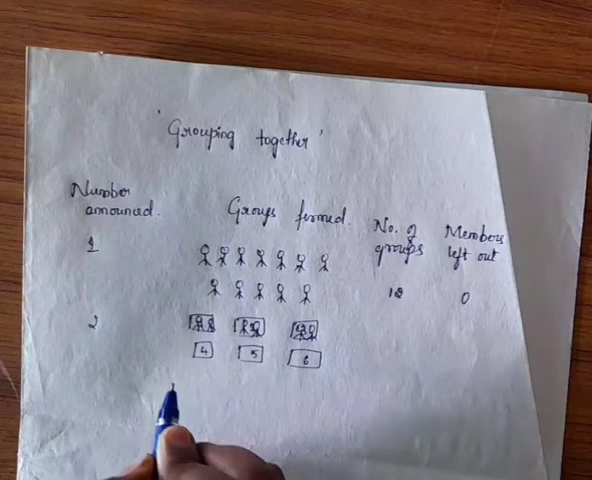 'Grouping together'
Number announced.
Groups formed.
No. of groups
Members left out
1
12
0
2
4 5 6